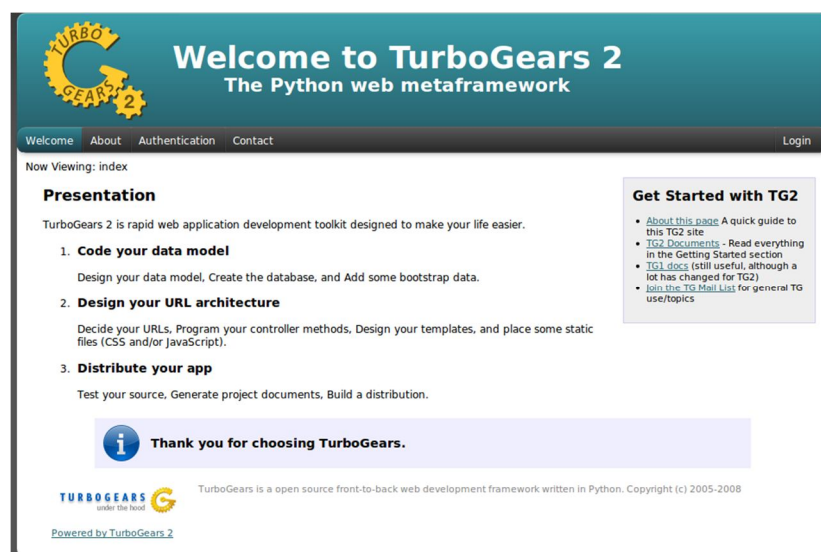 TURBO
GEARS
2
Welcome to TurboGears 2
The Python web metaframework
Welcome About Authentication Contact Login
Now Viewing: index
Presentation
TurboGears 2 is rapid web application development toolkit designed to make your life easier.
1. Code your data model
Design your data model, Create the database, and Add some bootstrap data.
2. Design your URL architecture
Decide your URLs, Program your controller methods, Design your templates, and place some static
files (CSS and/or JavaScript).
3. Distribute your app
Test your source, Generate project documents, Build a distribution.
Get Started with TG2
• About this page A quick guide to
this TG2 site
• TG2 Documents - Read everything
in the Getting Started section
• TG1 docs (still useful, although a
lot has changed for TG2)
• Join the TG Mail List for general TG
use/topics
i Thank you for choosing TurboGears.
TURBOGEARS
under the hood
TurboGears is a open source front-to-back web development framework written in Python. Copyright (c) 2005-2008
Powered by TurboGears 2